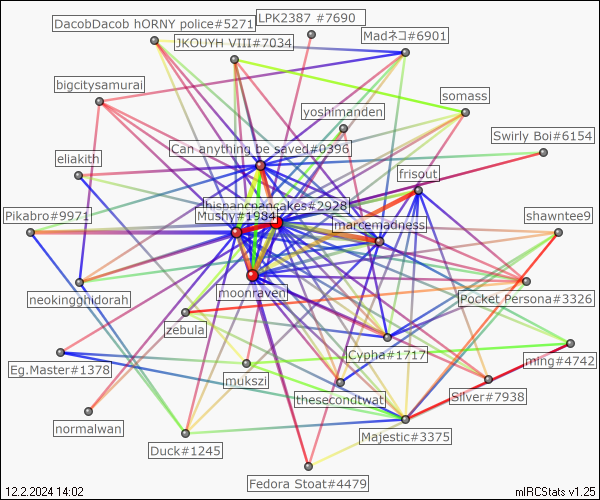 DacobDacob hORNY police#5271
LPK2387 #7690
JKOUYH VIII#7034
Madネコ#6901
bigcitysamurai
somass
yoshimanden
Swirly Boi#6154
Can anything be saved#0396
eliakith
frisout
hispancpancakes#2928
Pikabro#9971
Mushy#1984
marcemadness
shawntee9
moonraven
neokingghidorah
Pocket Persona#3326
zebula
Cypha#1717
ming#4742
Eg.Master#1378
mukszi
thesecondtwat
Silver#7938
normalwan
Majestic#3375
Duck#1245
Fedora Stoat#4479
12.2.2024 14:02
mIRCStats v1.25